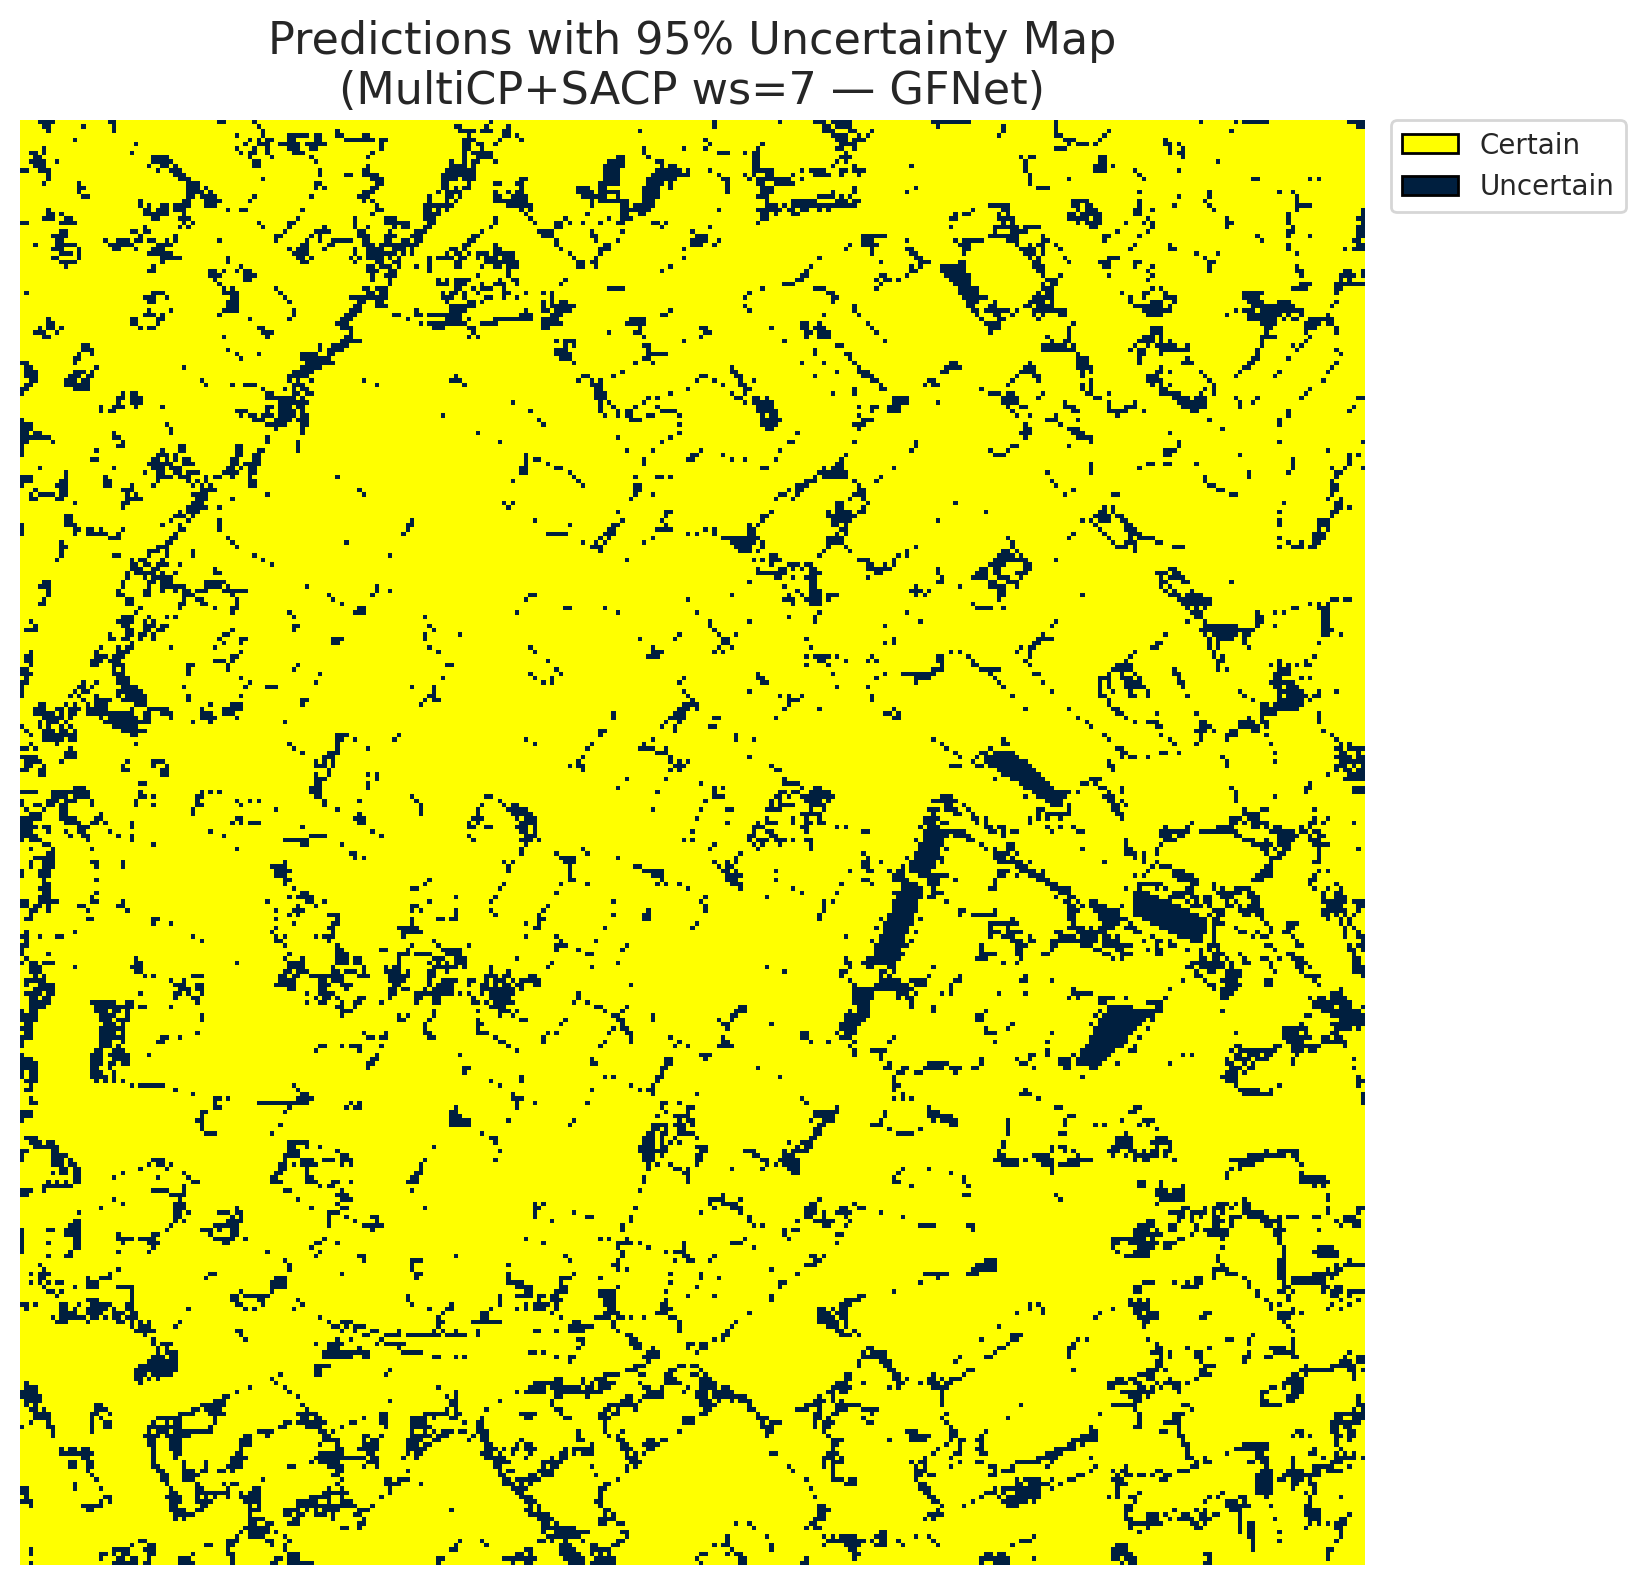 Predictions with 95% Uncertainty Map
(MultiCP+SACP ws=7 — GFNet)
Certain
Uncertain